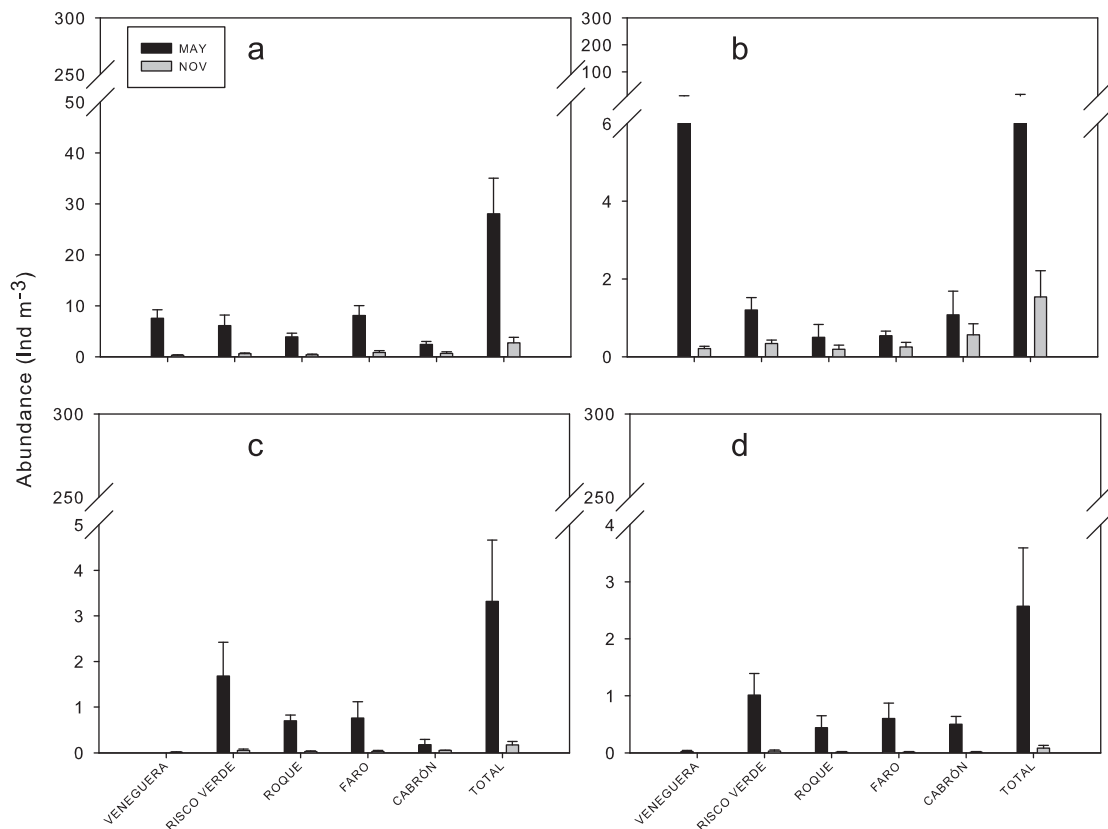 Abundance (Ind m-3)
300
250
50
40
30
20
10
0
MAY
NOV
a
300
200
100
6
4
2
0
b
300
250
5
4
3
2
1
0
c
VENEGUERA
RISCO VERDE
ROQUE
FARO
CABRÓN
TOTAL
300
250
4
3
2
1
0
d
VENEGUERA
RISCO VERDE
ROQUE
FARO
CABRÓN
TOTAL